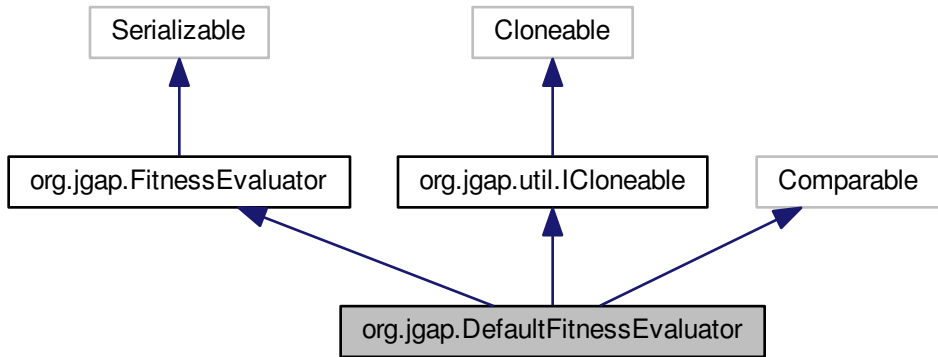 Serializable
Cloneable
org.jgap.FitnessEvaluator
org.jgap.util.ICloneable
Comparable
org.jgap.DefaultFitnessEvaluator